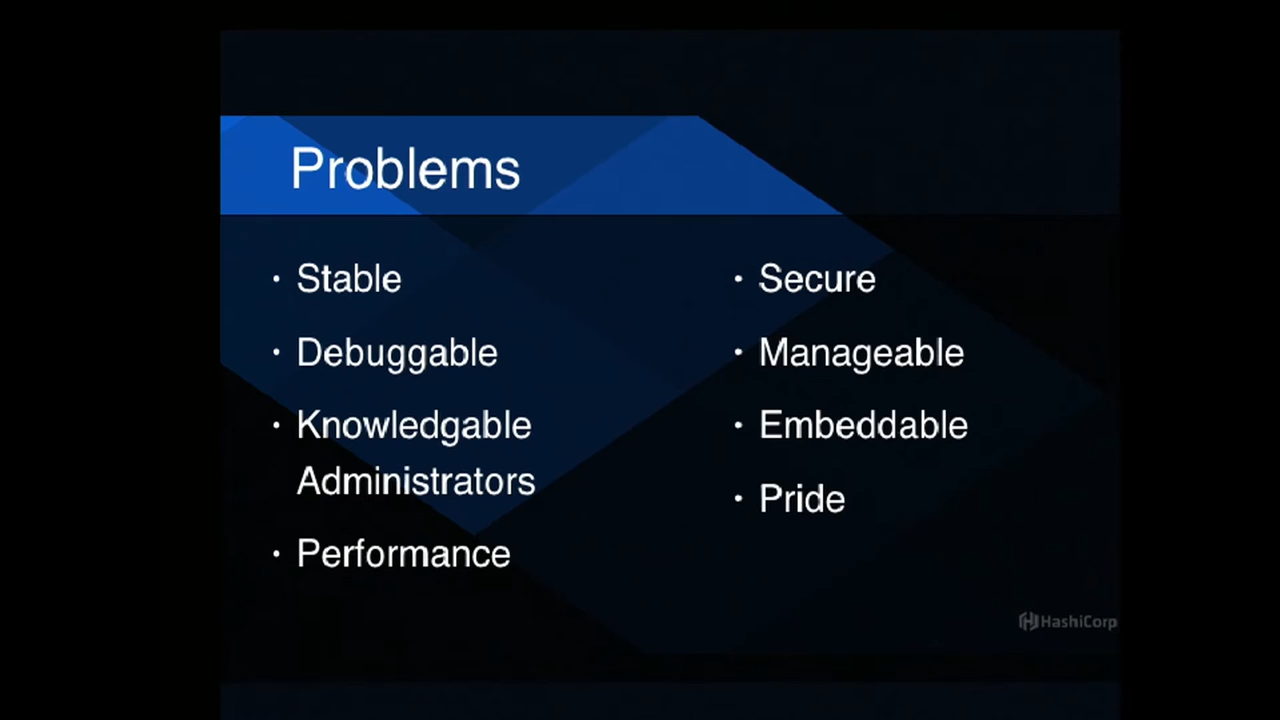 Problems
• Stable
• Debuggable
• Knowledgable
Administrators
• Performance
• Secure
• Manageable
• Embeddable
• Pride
HashiCorp